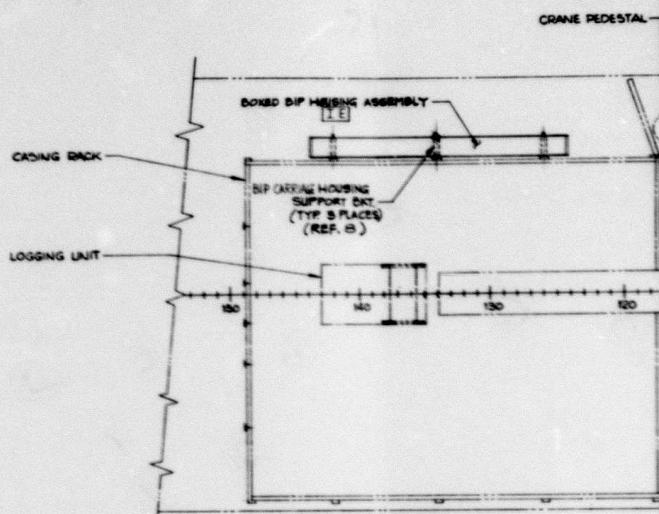 CRANE PEDESTAL
BOXED BIP HOUSING ASSEMBLY
I E
CASING RACK
BIP CARRIAGE HOUSING
SUPPORT BKT.
(TYP. 3 PLACES)
(REF. 8)
LOGGING UNIT
150
140
130
120